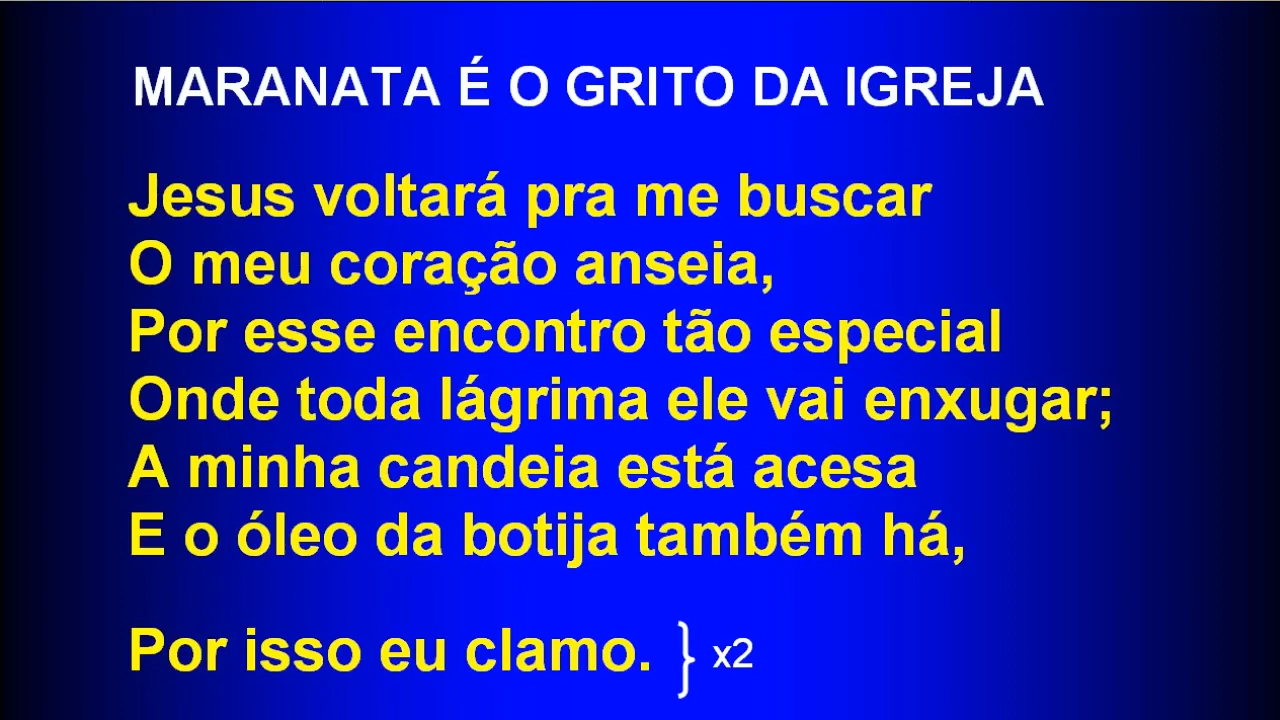 MARANATA É O GRITO DA IGREJA
Jesus voltará pra me buscar
O meu coração anseia,
Por esse encontro tão especial
Onde toda lágrima ele vai enxugar;
A minha candeia está acesa
E o óleo da botija também há,
Por isso eu clamo. } x2